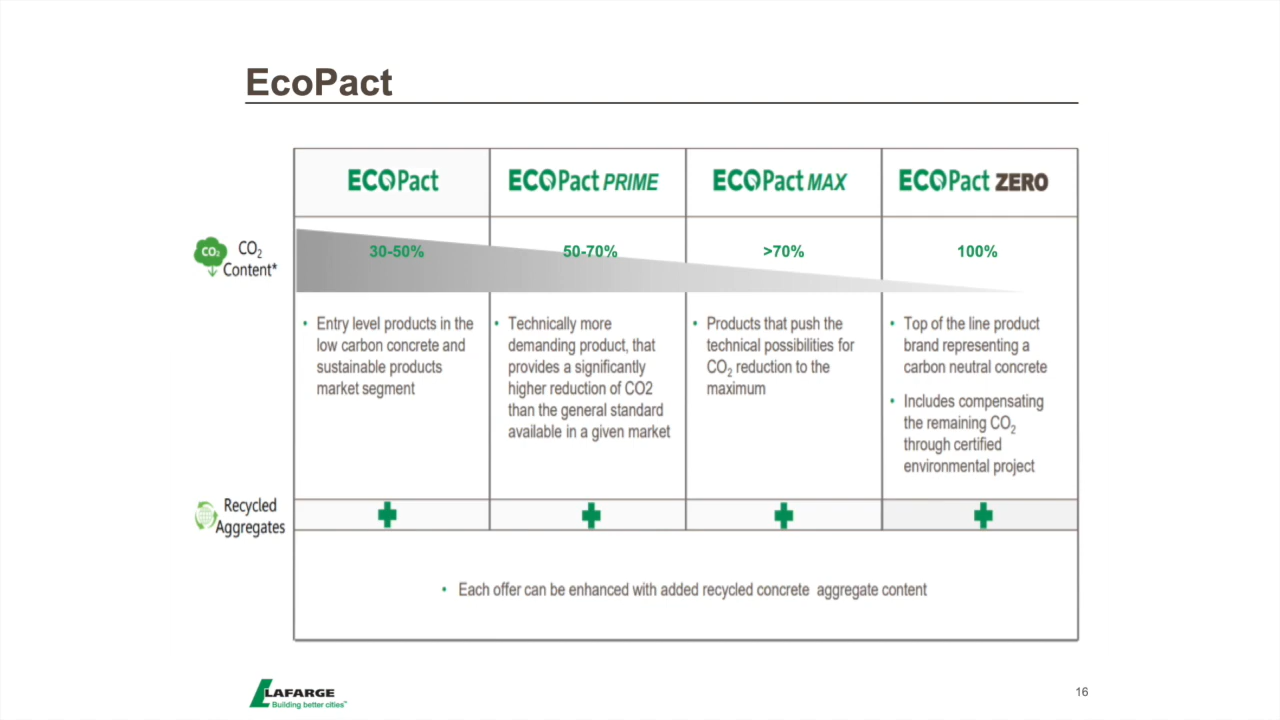 EcoPact
ECOPact
ECOPact PRIME
ECOPact MAX
ECOPact ZERO
CO2
CO2
Content*
30-50%
50-70%
>70%
100%
• Entry level products in the
low carbon concrete and
sustainable products
market segment
• Technically more
demanding product, that
provides a significantly
higher reduction of CO2
than the general standard
available in a given market
• Products that push the
technical possibilities for
CO2 reduction to the
maximum
• Top of the line product
brand representing a
carbon neutral concrete
• Includes compensating
the remaining CO2
through certified
environmental project
Recycled
Aggregates
• Each offer can be enhanced with added recycled concrete aggregate content
LAFARGE
Building better cities™
16